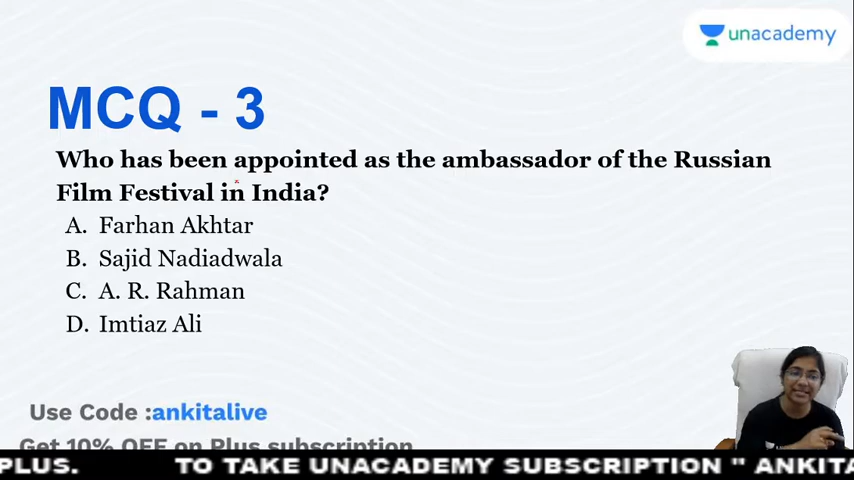 unacademy
MCQ - 3
Who has been appointed as the ambassador of the Russian
Film Festival in India?
A. Farhan Akhtar
B. Sajid Nadiadwala
C. A. R. Rahman
D. Imtiaz Ali
Use Code :ankitalive
Get 10% OFF on Plus subscription
PLUS. TO TAKE UNACADEMY SUBSCRIPTION " ANKITA